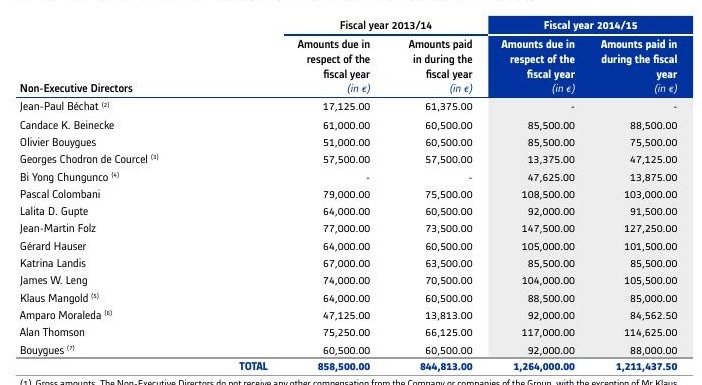 Fiscal year 2013/14 Fiscal year 2014/15
Amounts due in Amounts paid Amounts due in Amounts paid in
respect of the in during the respect of the during the fiscal
fiscal year fiscal year fiscal year year
Non-Executive Directors (in €) (in €) (in €) (in €)
Jean-Paul Béchat (2) 17,125.00 61,375.00 - -
Candace K. Beinecke 61,000.00 60,500.00 85,500.00 88,500.00
Olivier Bouygues 51,000.00 60,500.00 85,500.00 75,500.00
Georges Chodron de Courcel (3) 57,500.00 57,500.00 13,375.00 47,125.00
Bi Yong Chungunco (4) - - 47,625.00 13,875.00
Pascal Colombani 79,000.00 75,500.00 108,500.00 103,000.00
Lalita D. Gupte 64,000.00 60,500.00 92,000.00 91,500.00
Jean-Martin Folz 77,000.00 73,500.00 147,500.00 127,250.00
Gérard Hauser 64,000.00 60,500.00 105,000.00 101,500.00
Katrina Landis 67,000.00 63,500.00 85,500.00 85,500.00
James W. Leng 74,000.00 70,500.00 104,000.00 105,500.00
Klaus Mangold (5) 64,000.00 60,500.00 88,500.00 85,000.00
Amparo Moraleda (6) 47,125.00 13,813.00 92,000.00 84,562.50
Alan Thomson 75,250.00 66,125.00 117,000.00 114,625.00
Bouygues (7) 60,500.00 60,500.00 92,000.00 88,000.00
TOTAL 858,500.00 844,813.00 1,264,000.00 1,211,437.50
(1) Gross amounts. The Non-Executive Directors do not receive any other compensation from the Company or companies of the Group, with the exception of Mr Klaus